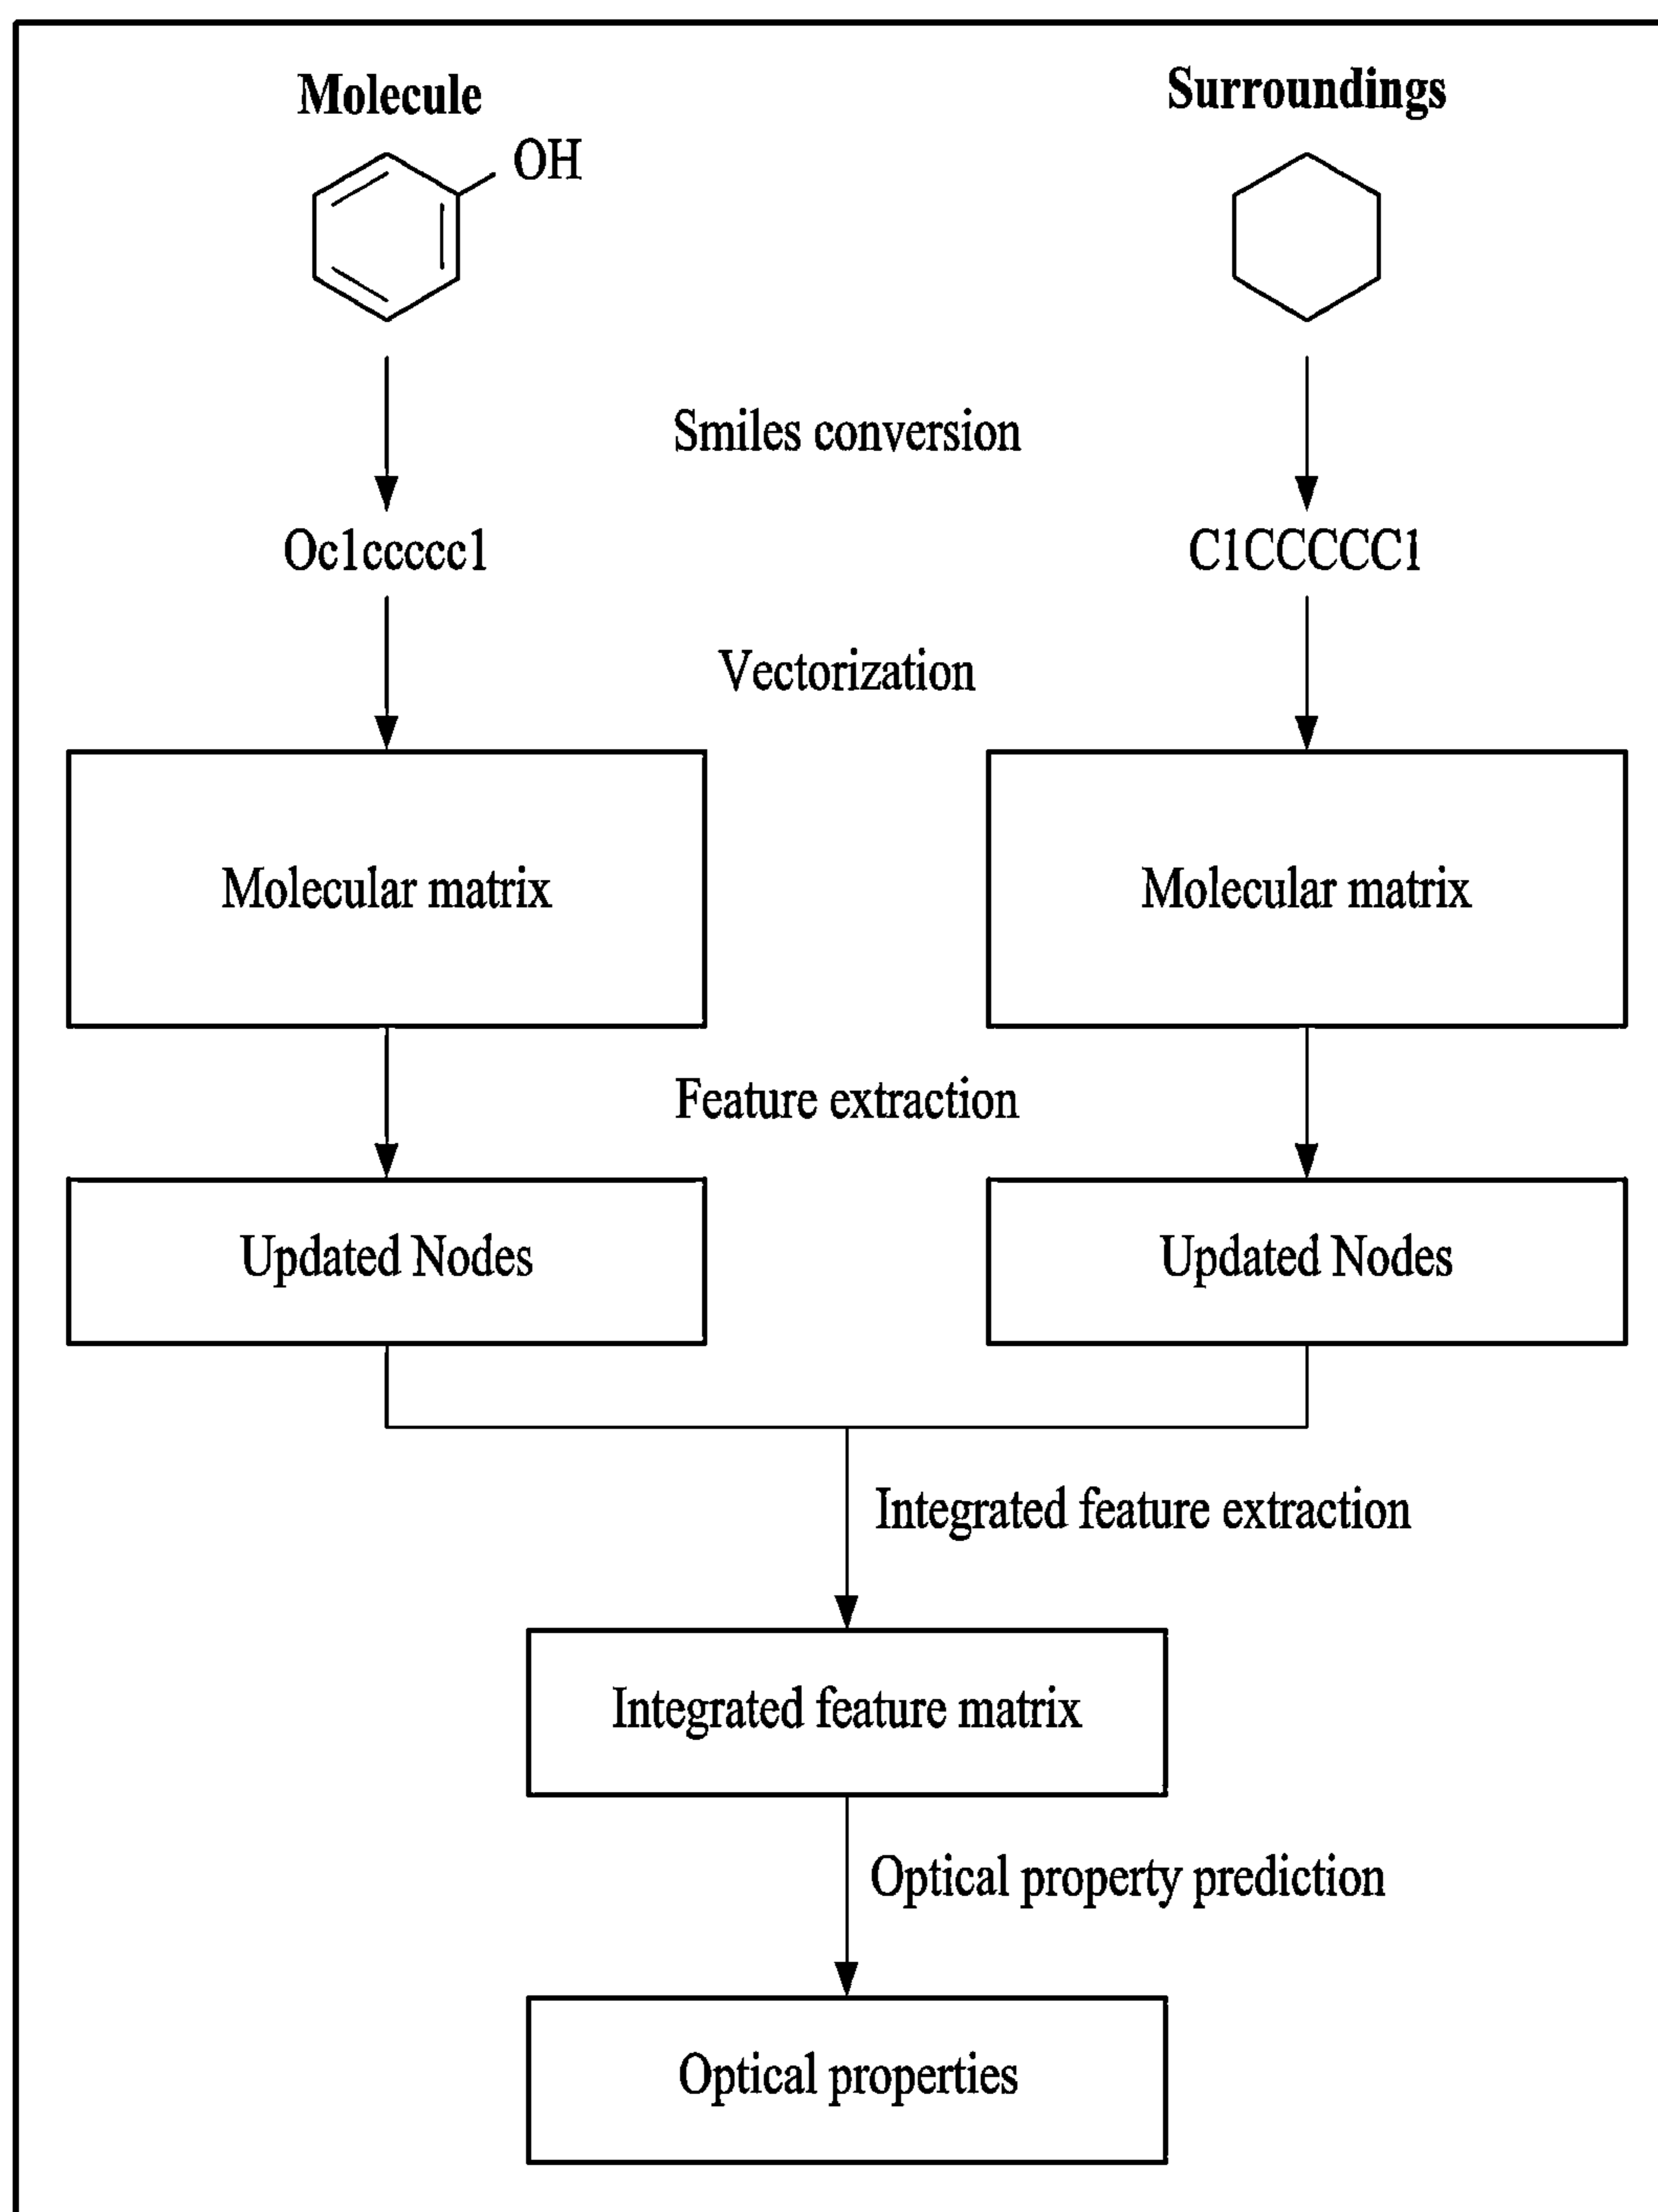 Molecule
Surroundings
OH
Smiles conversion
Oc1ccccc1
C1CCCCC1
Vectorization
Molecular matrix
Molecular matrix
Feature extraction
Updated Nodes
Updated Nodes
Integrated feature extraction
Integrated feature matrix
Optical property prediction
Optical properties